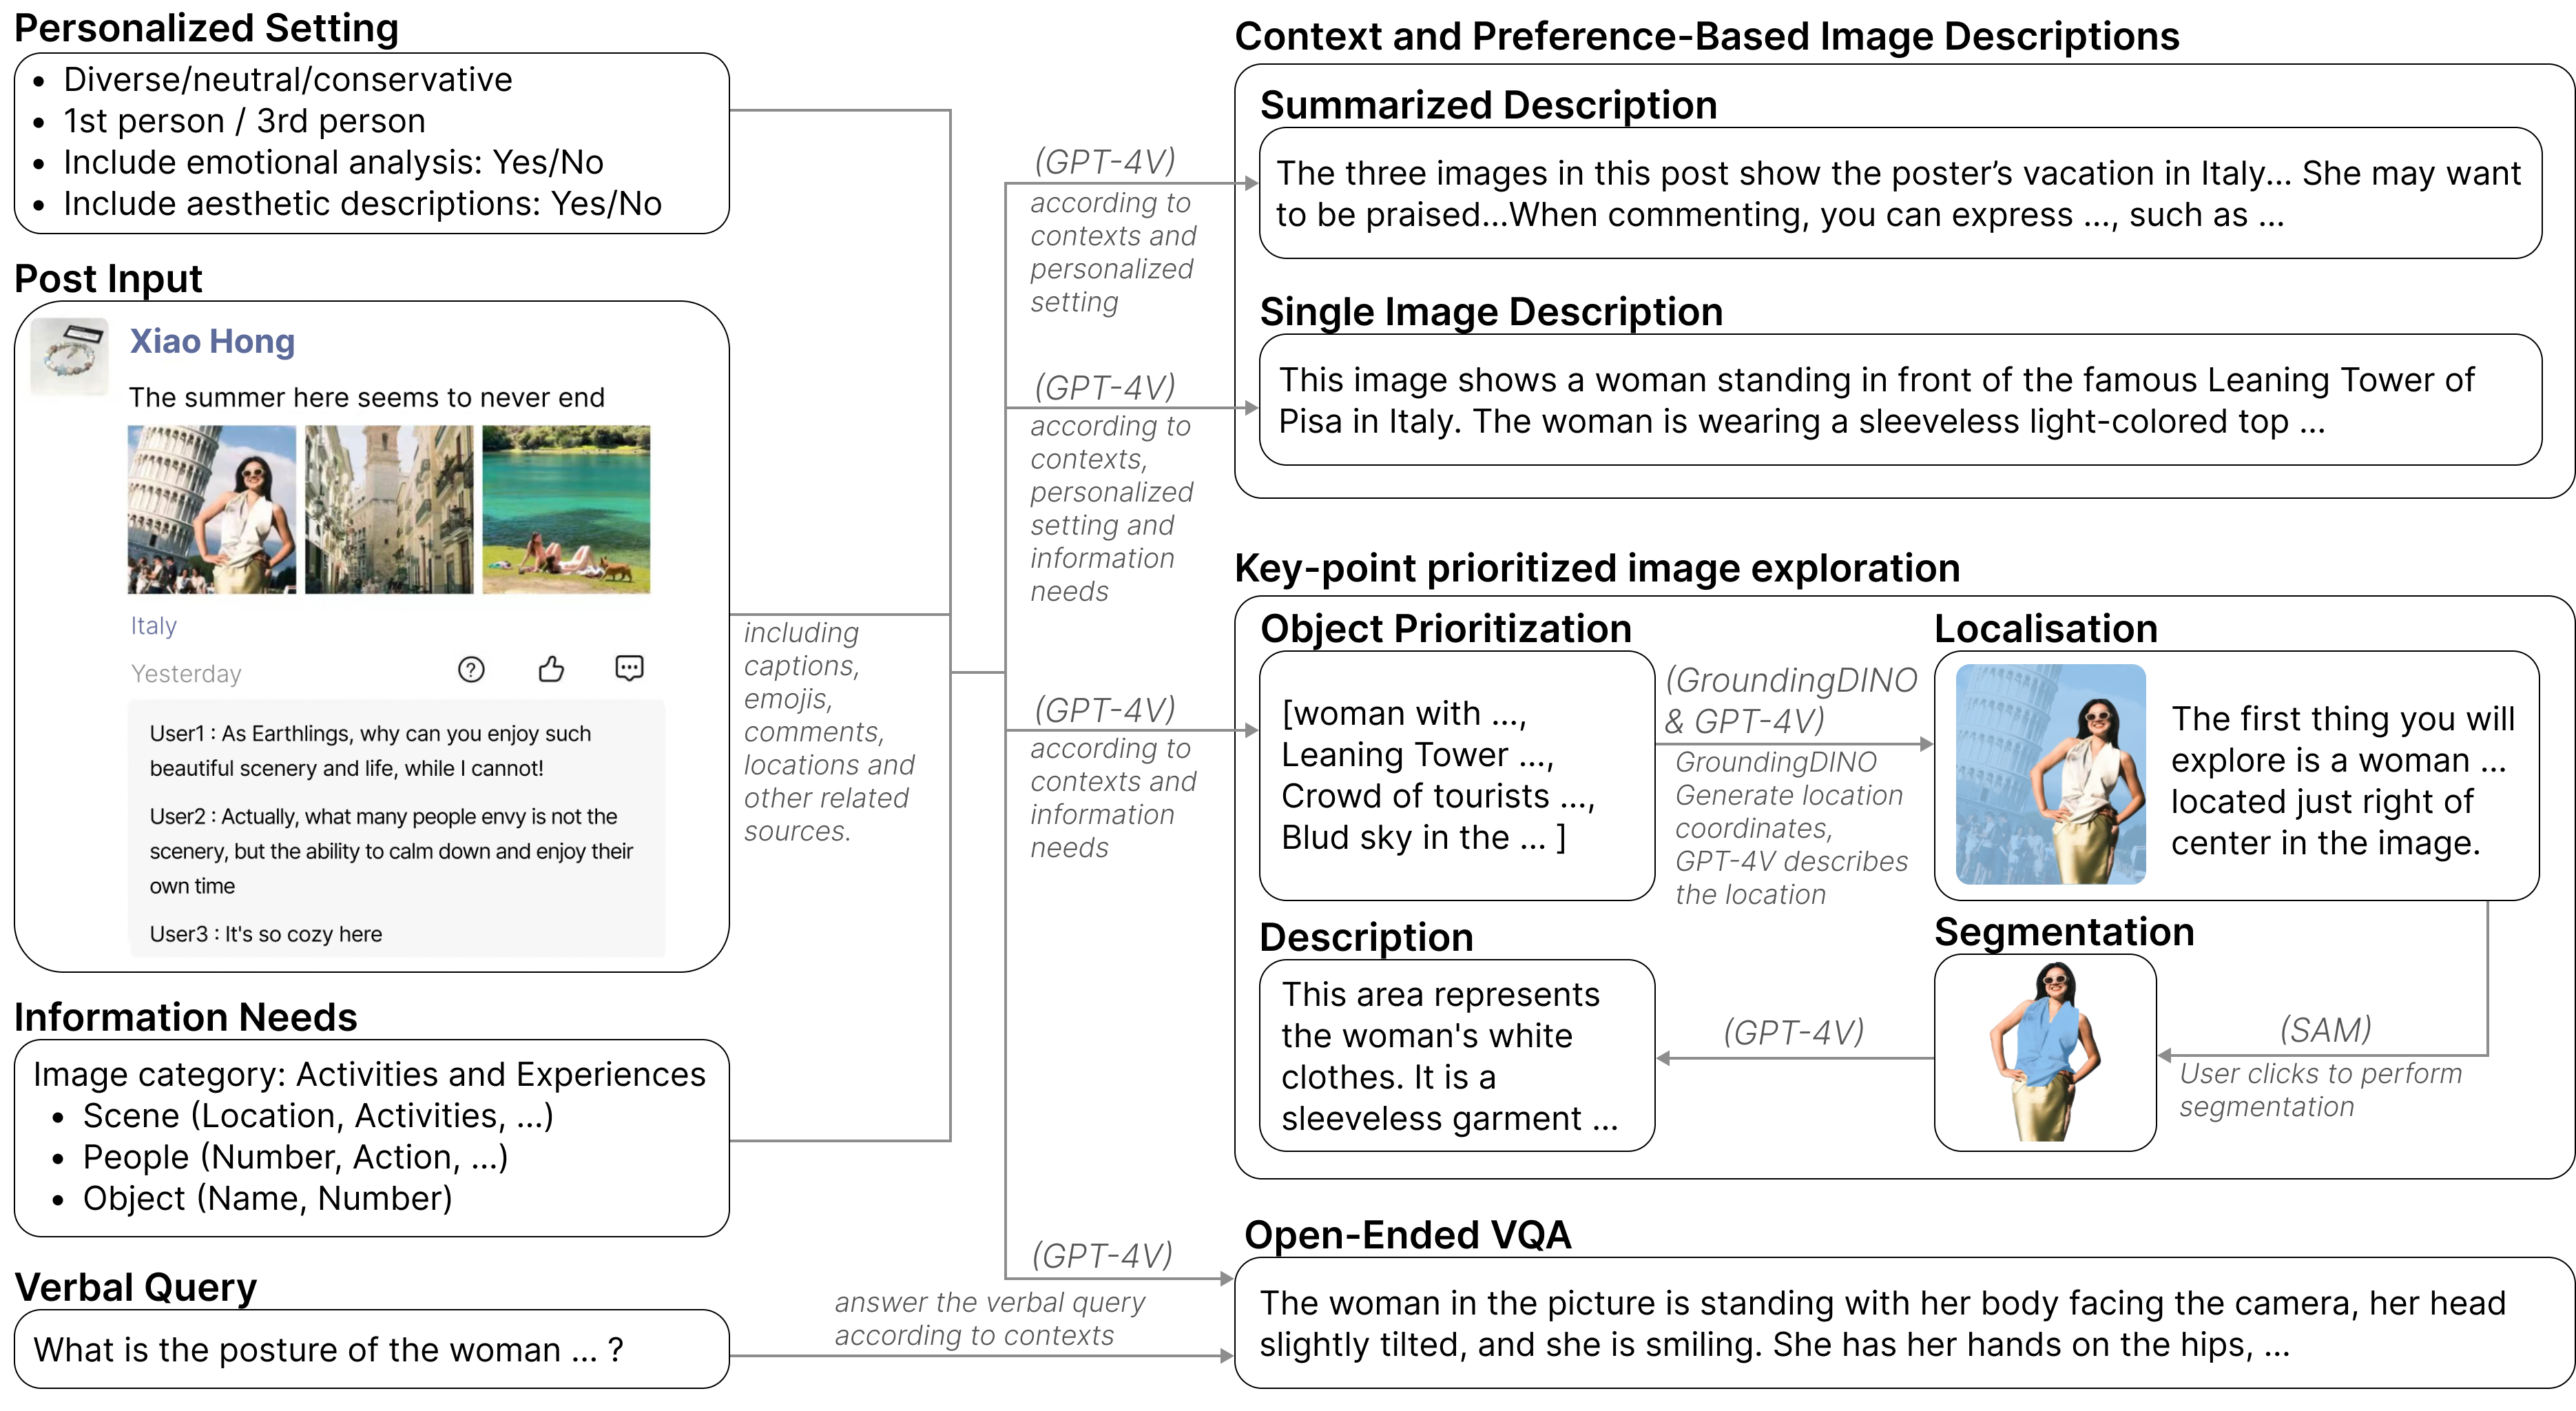 Personalized Setting
• Diverse/neutral/conservative
• 1st person / 3rd person
• Include emotional analysis: Yes/No
• Include aesthetic descriptions: Yes/No
Post Input
Xiao Hong
The summer here seems to never end
Italy
Yesterday
User1 : As Earthlings, why can you enjoy such
beautiful scenery and life, while I cannot!
User2 : Actually, what many people envy is not the
scenery, but the ability to calm down and enjoy their
own time
User3 : It's so cozy here
Information Needs
Image category: Activities and Experiences
• Scene (Location, Activities, ...)
• People (Number, Action, ...)
• Object (Name, Number)
Verbal Query
What is the posture of the woman ... ?
including
captions,
emojis,
comments,
locations and
other related
sources.
(GPT-4V)
according to
contexts and
personalized
setting
(GPT-4V)
according to
contexts,
personalized
setting and
information
needs
(GPT-4V)
according to
contexts and
information
needs
(GPT-4V)
answer the verbal query
according to contexts
Context and Preference-Based Image Descriptions
Summarized Description
The three images in this post show the poster’s vacation in Italy... She may want
to be praised...When commenting, you can express ..., such as ...
Single Image Description
This image shows a woman standing in front of the famous Leaning Tower of
Pisa in Italy. The woman is wearing a sleeveless light-colored top ...
Key-point prioritized image exploration
Object Prioritization
[woman with ...,
Leaning Tower ...,
Crowd of tourists ...,
Blud sky in the ... ]
(GroundingDINO
& GPT-4V)
GroundingDINO
Generate location
coordinates,
GPT-4V describes
the location
Localisation
The first thing you will
explore is a woman ...
located just right of
center in the image.
(SAM)
User clicks to perform
segmentation
Segmentation
(GPT-4V)
Description
This area represents
the woman's white
clothes. It is a
sleeveless garment ...
Open-Ended VQA
The woman in the picture is standing with her body facing the camera, her head
slightly tilted, and she is smiling. She has her hands on the hips, ...